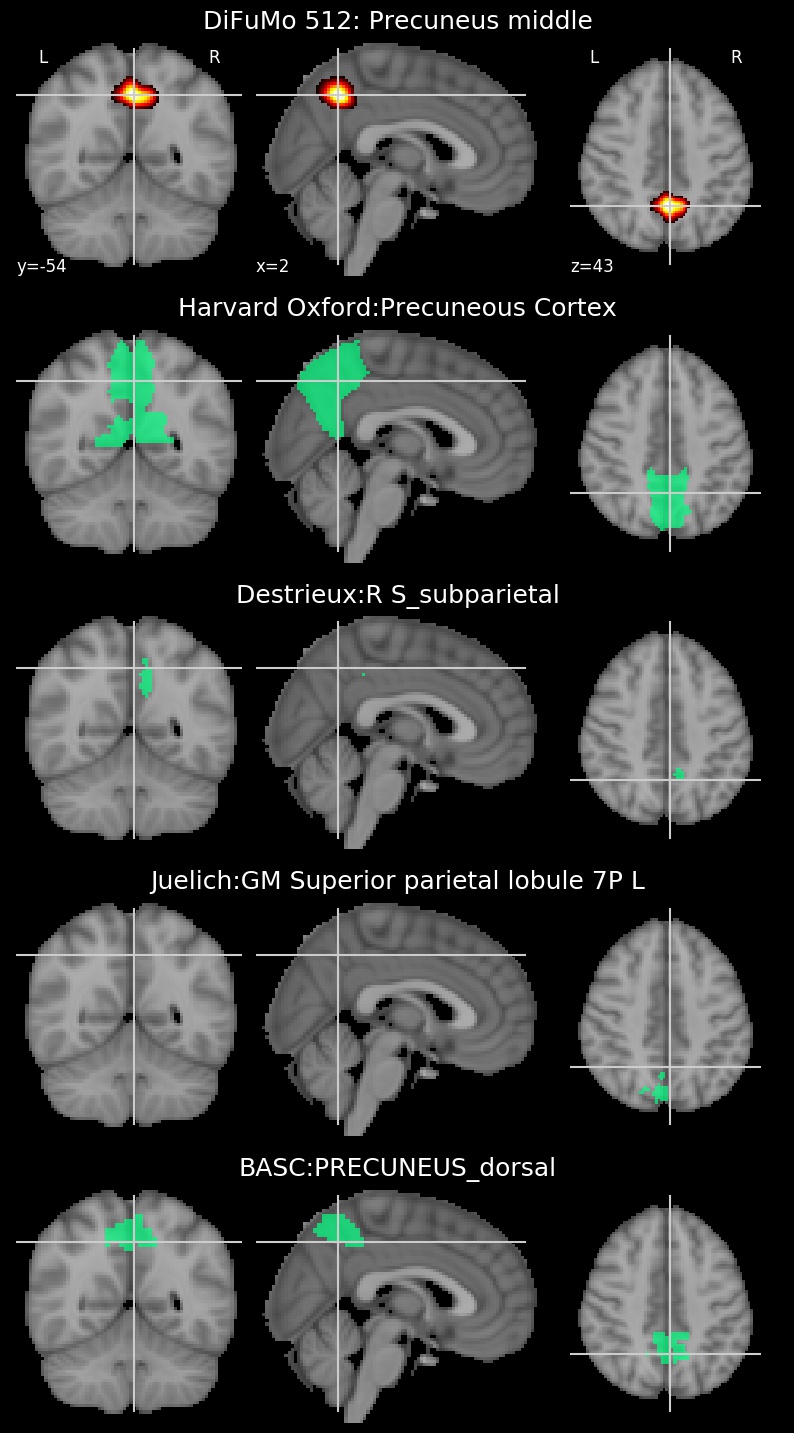 DiFuMo 512: Precuneus middle
L R L R
y=-54 x=2 z=43
Harvard Oxford:Precuneous Cortex
Destrieux:R S_subparietal
Juelich:GM Superior parietal lobule 7P L
BASC:PRECUNEUS_dorsal